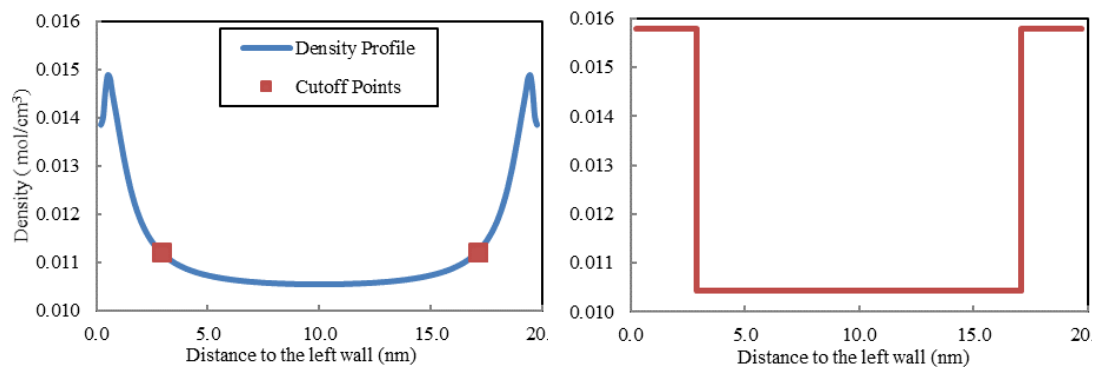 0.016
0.015
0.014
0.013
0.012
0.011
0.010
Density ( mol/cm³)
Density Profile
Cutoff Points
0.0 5.0 10.0 15.0 20.
Distance to the left wall (nm)
0.016
0.015
0.014
0.013
0.012
0.011
0.010
0.0 5.0 10.0 15.0 20.
Distance to the left wall (nm)